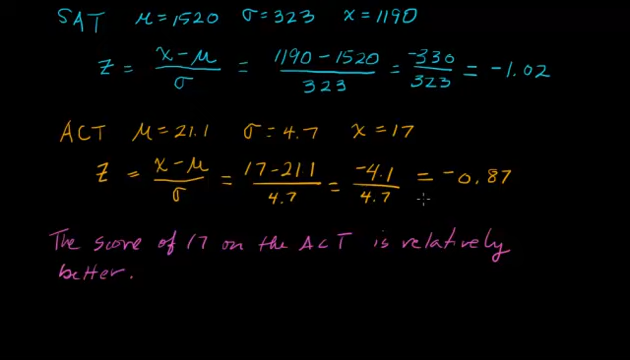 SAT μ = 1520 σ = 323 x = 1190
Z = (x - μ)/σ = (1190 - 1520)/323 = -330/323 = -1.02
ACT μ = 21.1 σ = 4.7 x = 17
Z = (x - μ)/σ = (17 - 21.1)/4.7 = -4.1/4.7 = -0.87
The score of 17 on the ACT is relatively
better.